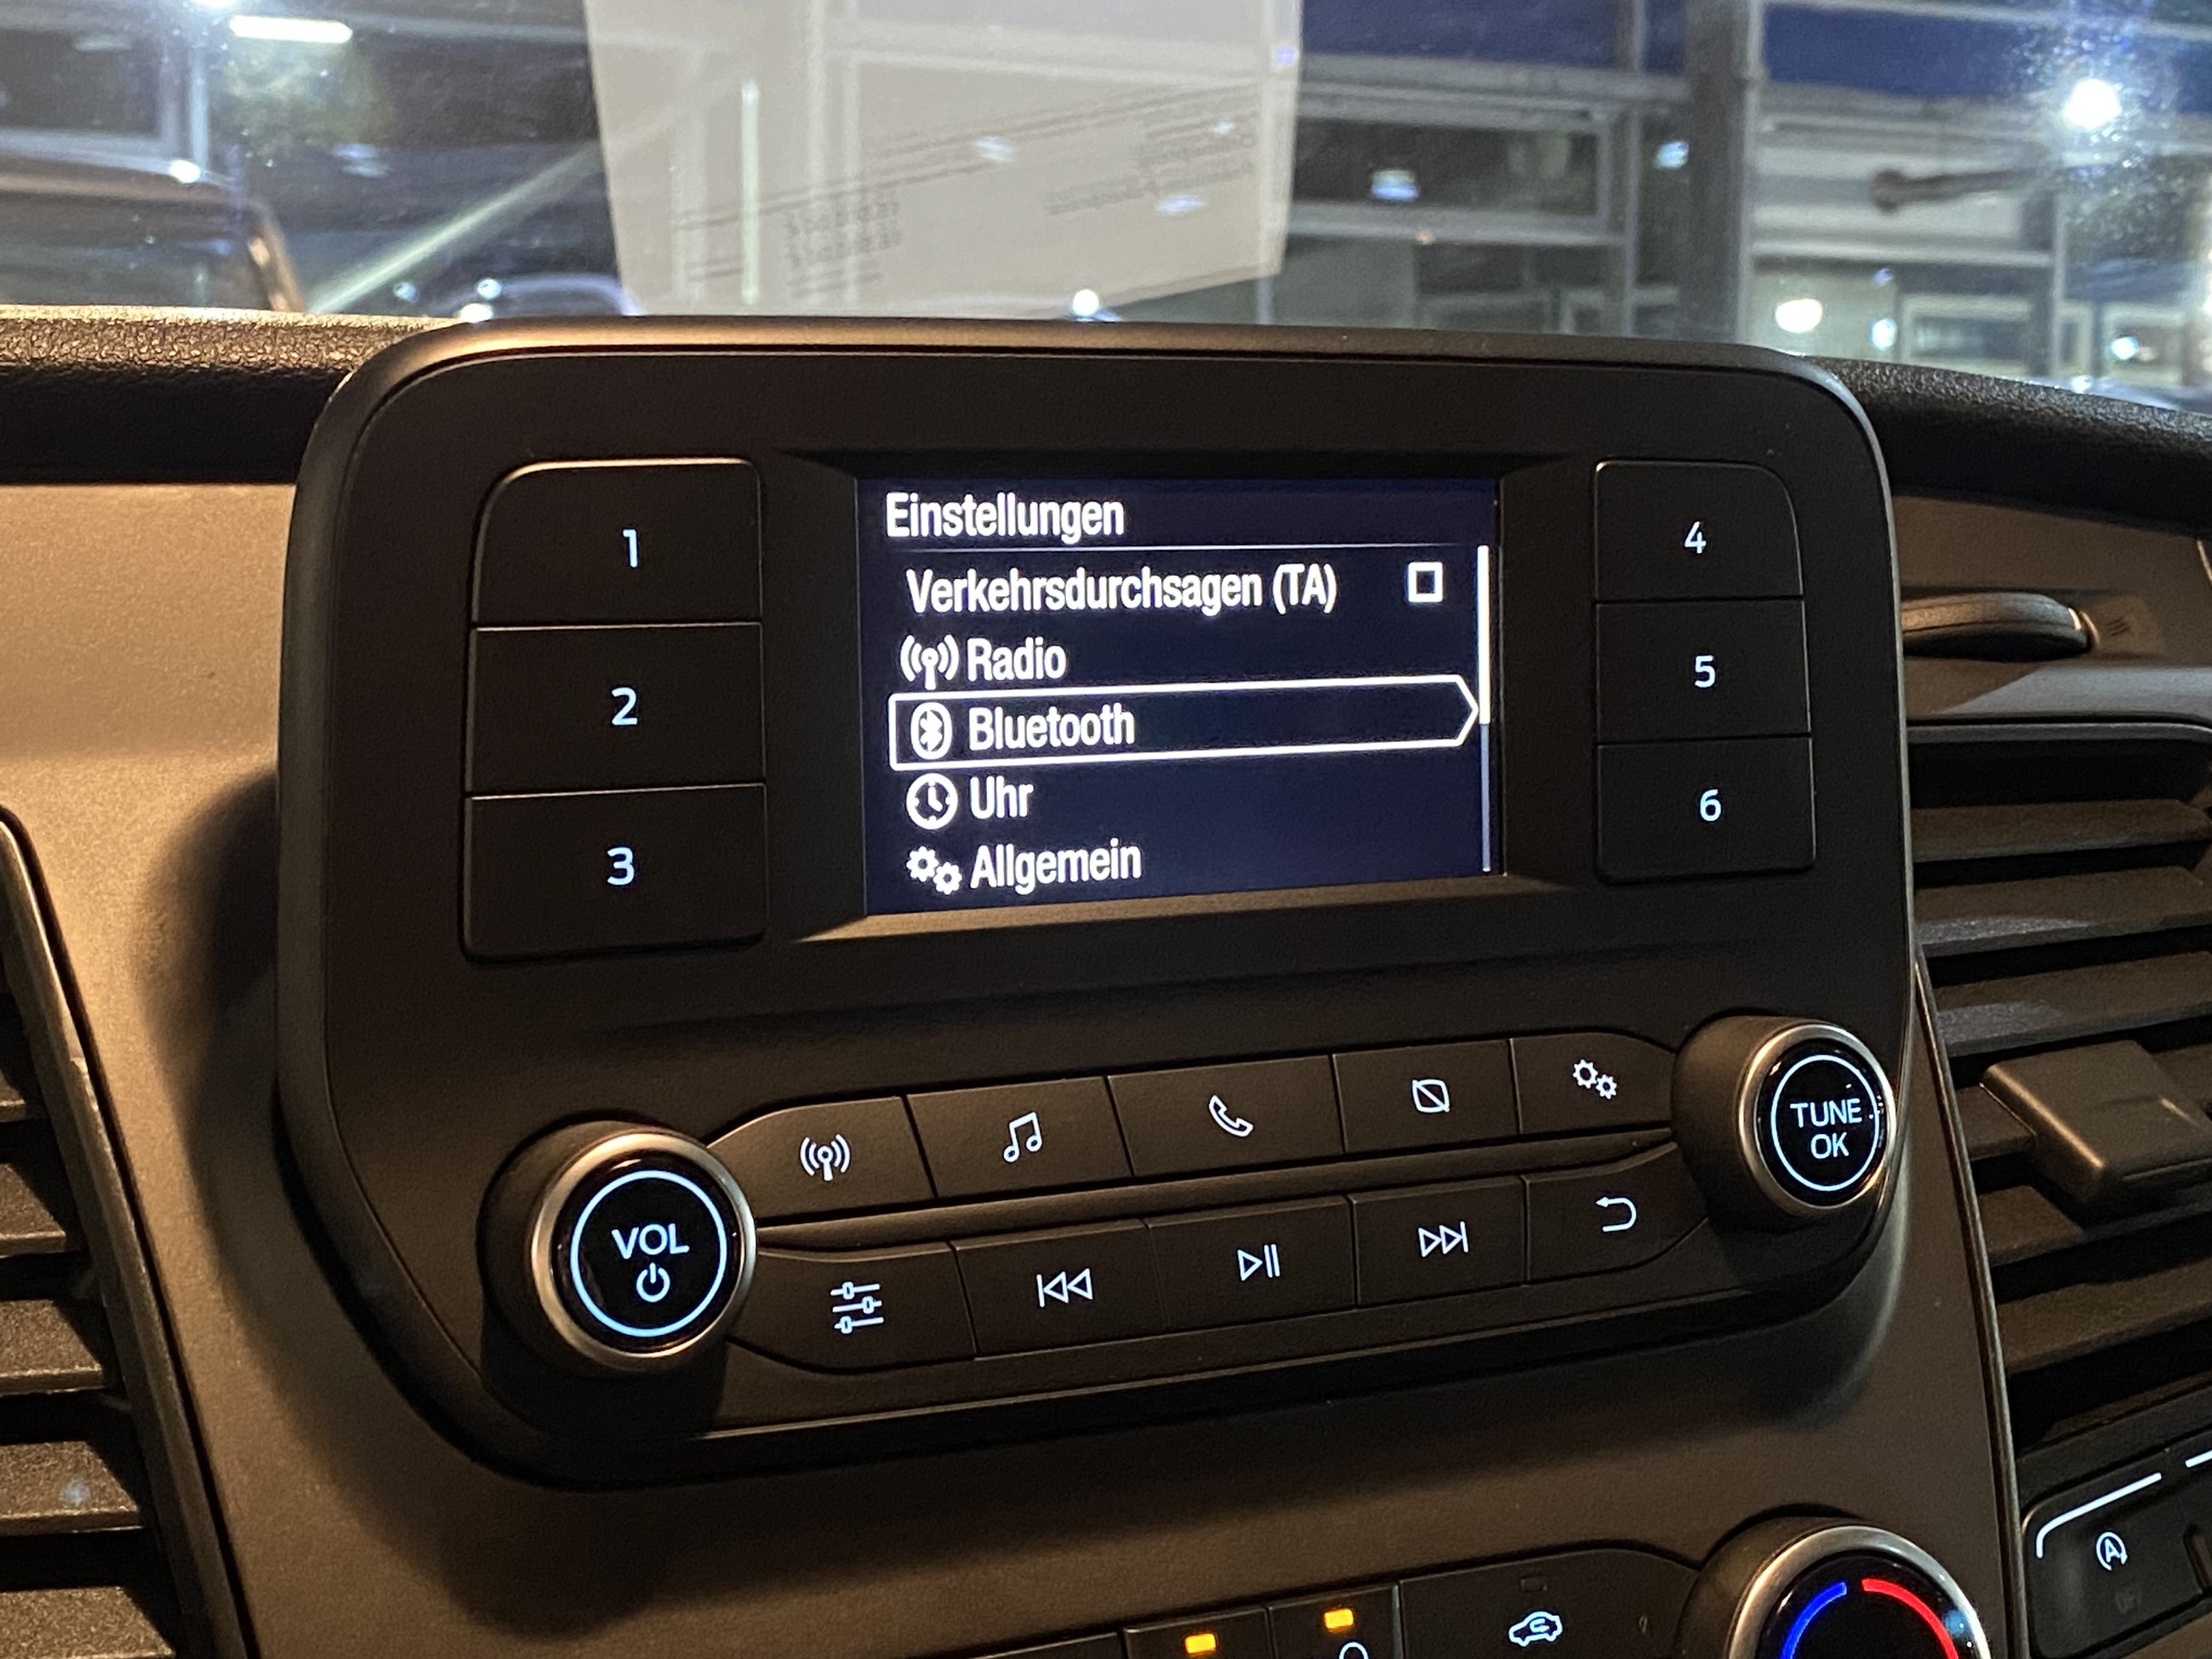 Einstellungen
Verkehrsdurchsagen (TA)
Radio
Bluetooth
Uhr
Allgemein
1
2
3
4
5
6
VOL
TUNE
OK
A